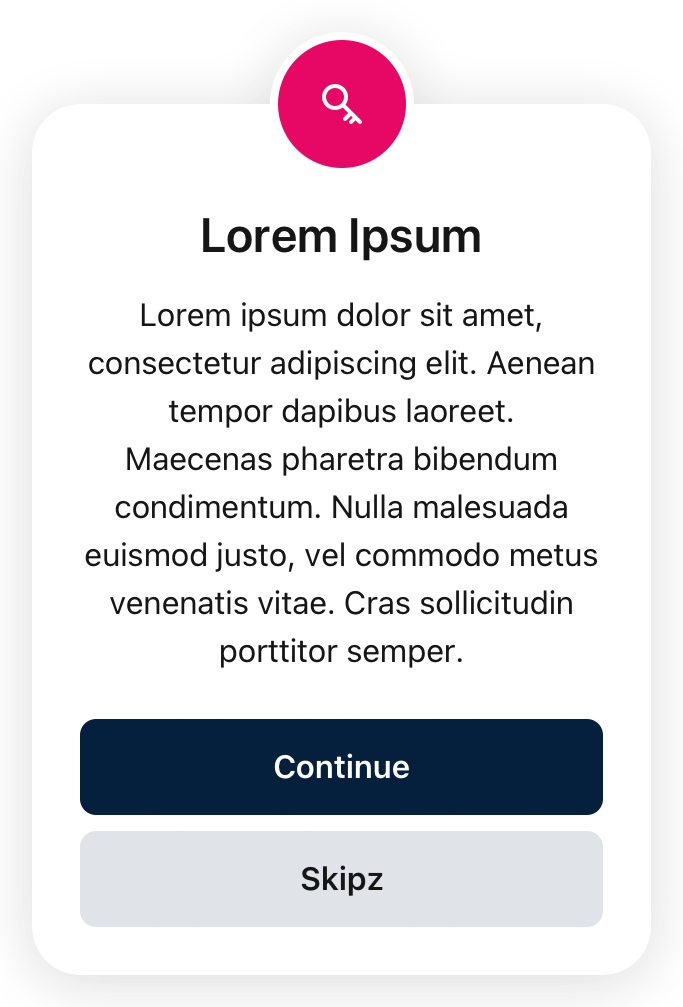 Lorem Ipsum
Lorem ipsum dolor sit amet,
consectetur adipiscing elit. Aenean
tempor dapibus laoreet.
Maecenas pharetra bibendum
condimentum. Nulla malesuada
euismod justo, vel commodo metus
venenatis vitae. Cras sollicitudin
porttitor semper.
Continue
Skipz